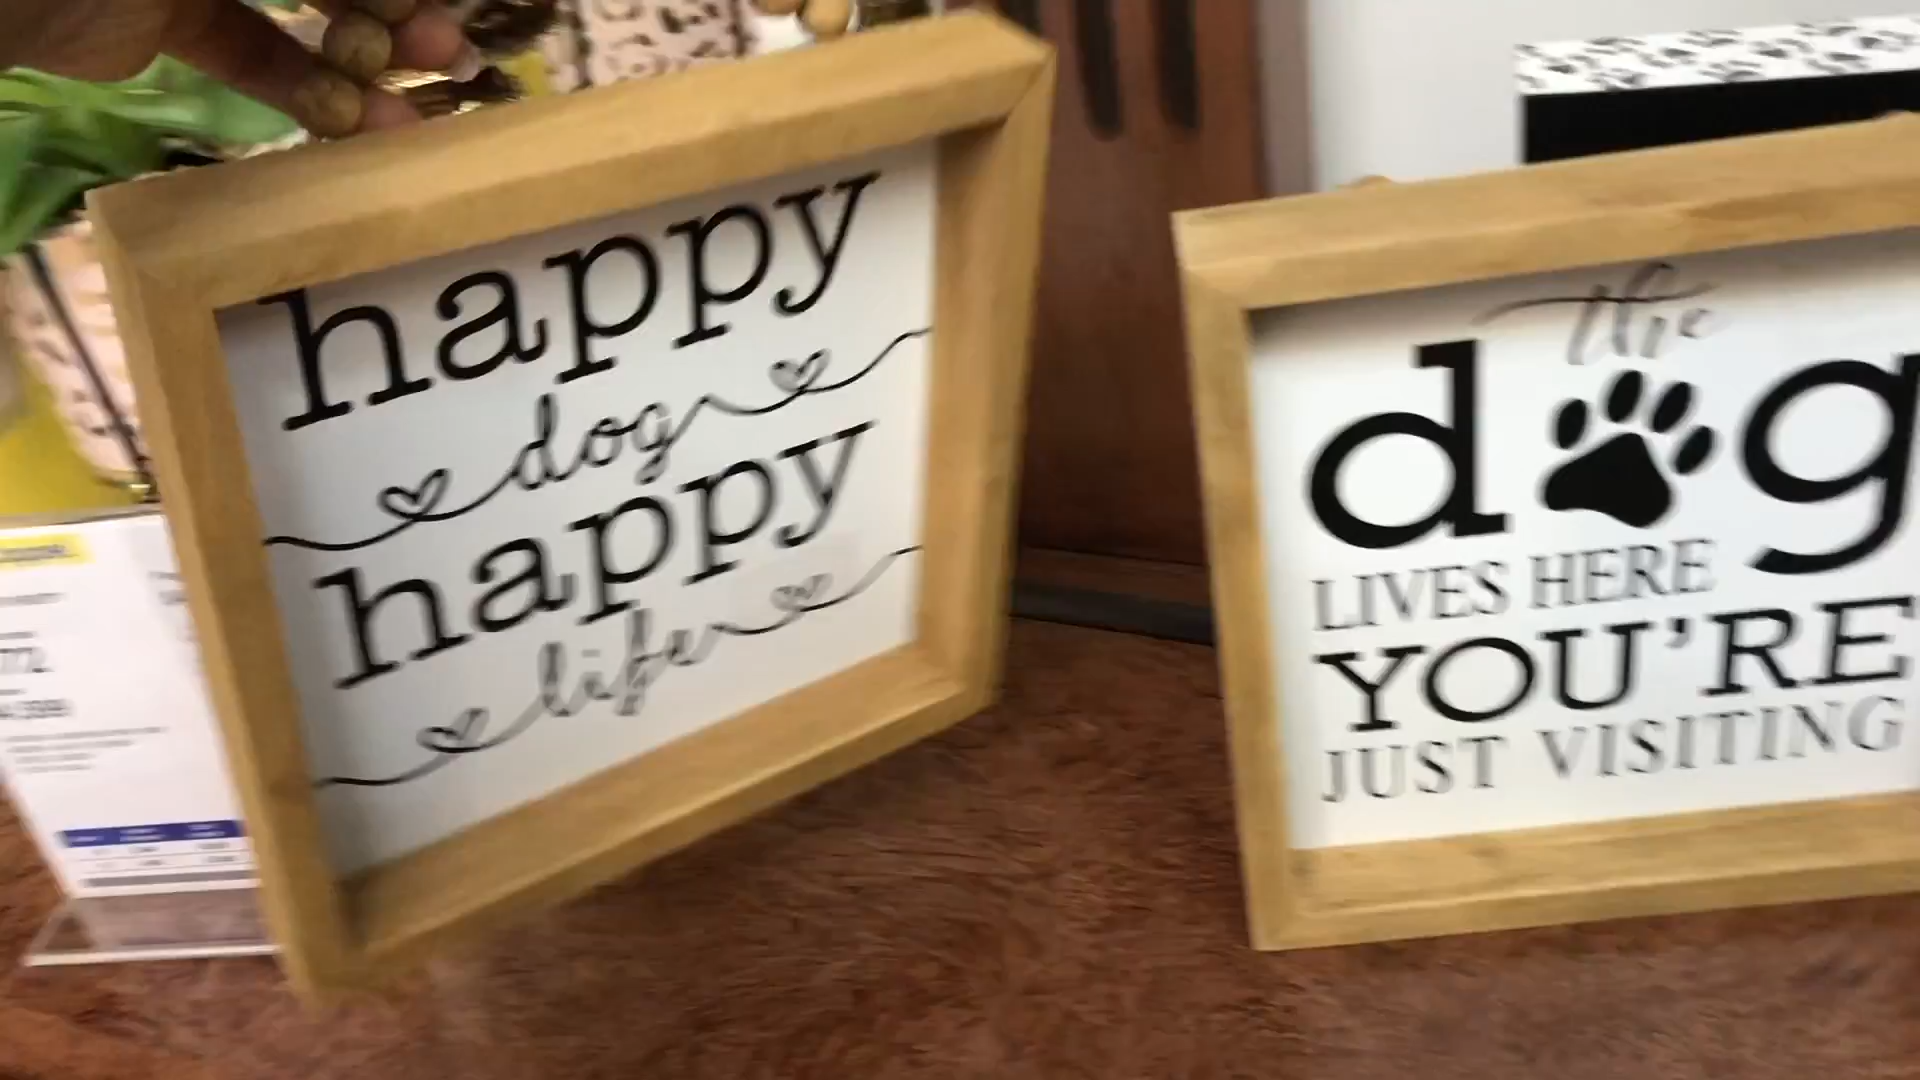 happy
dog
happy
life
the
dog
LIVES HERE
YOU'RE
JUST VISITING